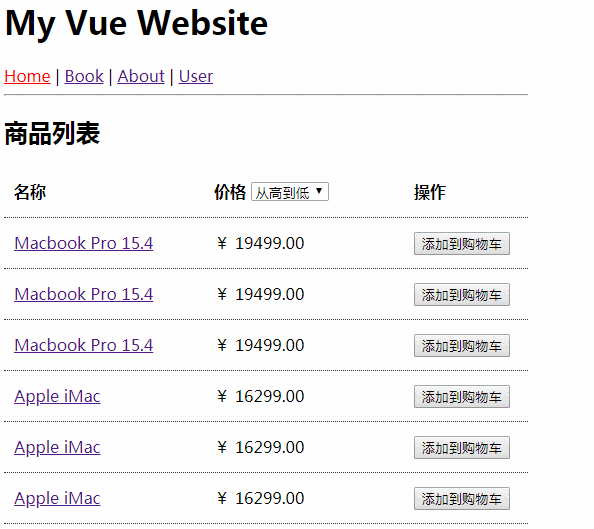 My Vue Website
Home | Book | About | User
商品列表
名称 价格 从高到低 操作
Macbook Pro 15.4 ￥ 19499.00 添加到购物车
Macbook Pro 15.4 ￥ 19499.00 添加到购物车
Macbook Pro 15.4 ￥ 19499.00 添加到购物车
Apple iMac ￥ 16299.00 添加到购物车
Apple iMac ￥ 16299.00 添加到购物车
Apple iMac ￥ 16299.00 添加到购物车